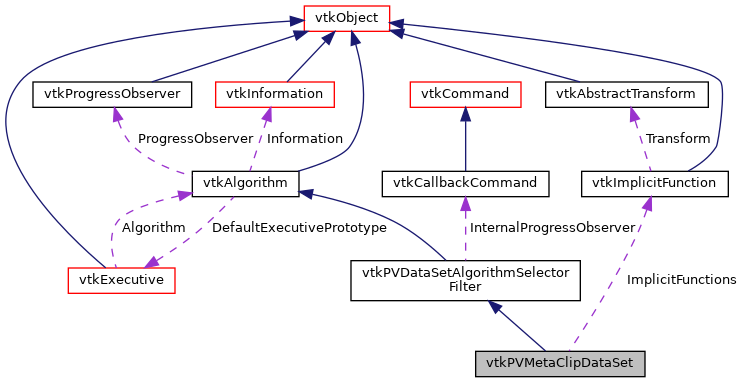 vtkObject
vtkProgressObserver
vtkInformation
vtkCommand
vtkAbstractTransform
ProgressObserver
Information
Transform
vtkAlgorithm
vtkCallbackCommand
vtkImplicitFunction
Algorithm
DefaultExecutivePrototype
InternalProgressObserver
vtkExecutive
vtkPVDataSetAlgorithmSelector
Filter
ImplicitFunctions
vtkPVMetaClipDataSet